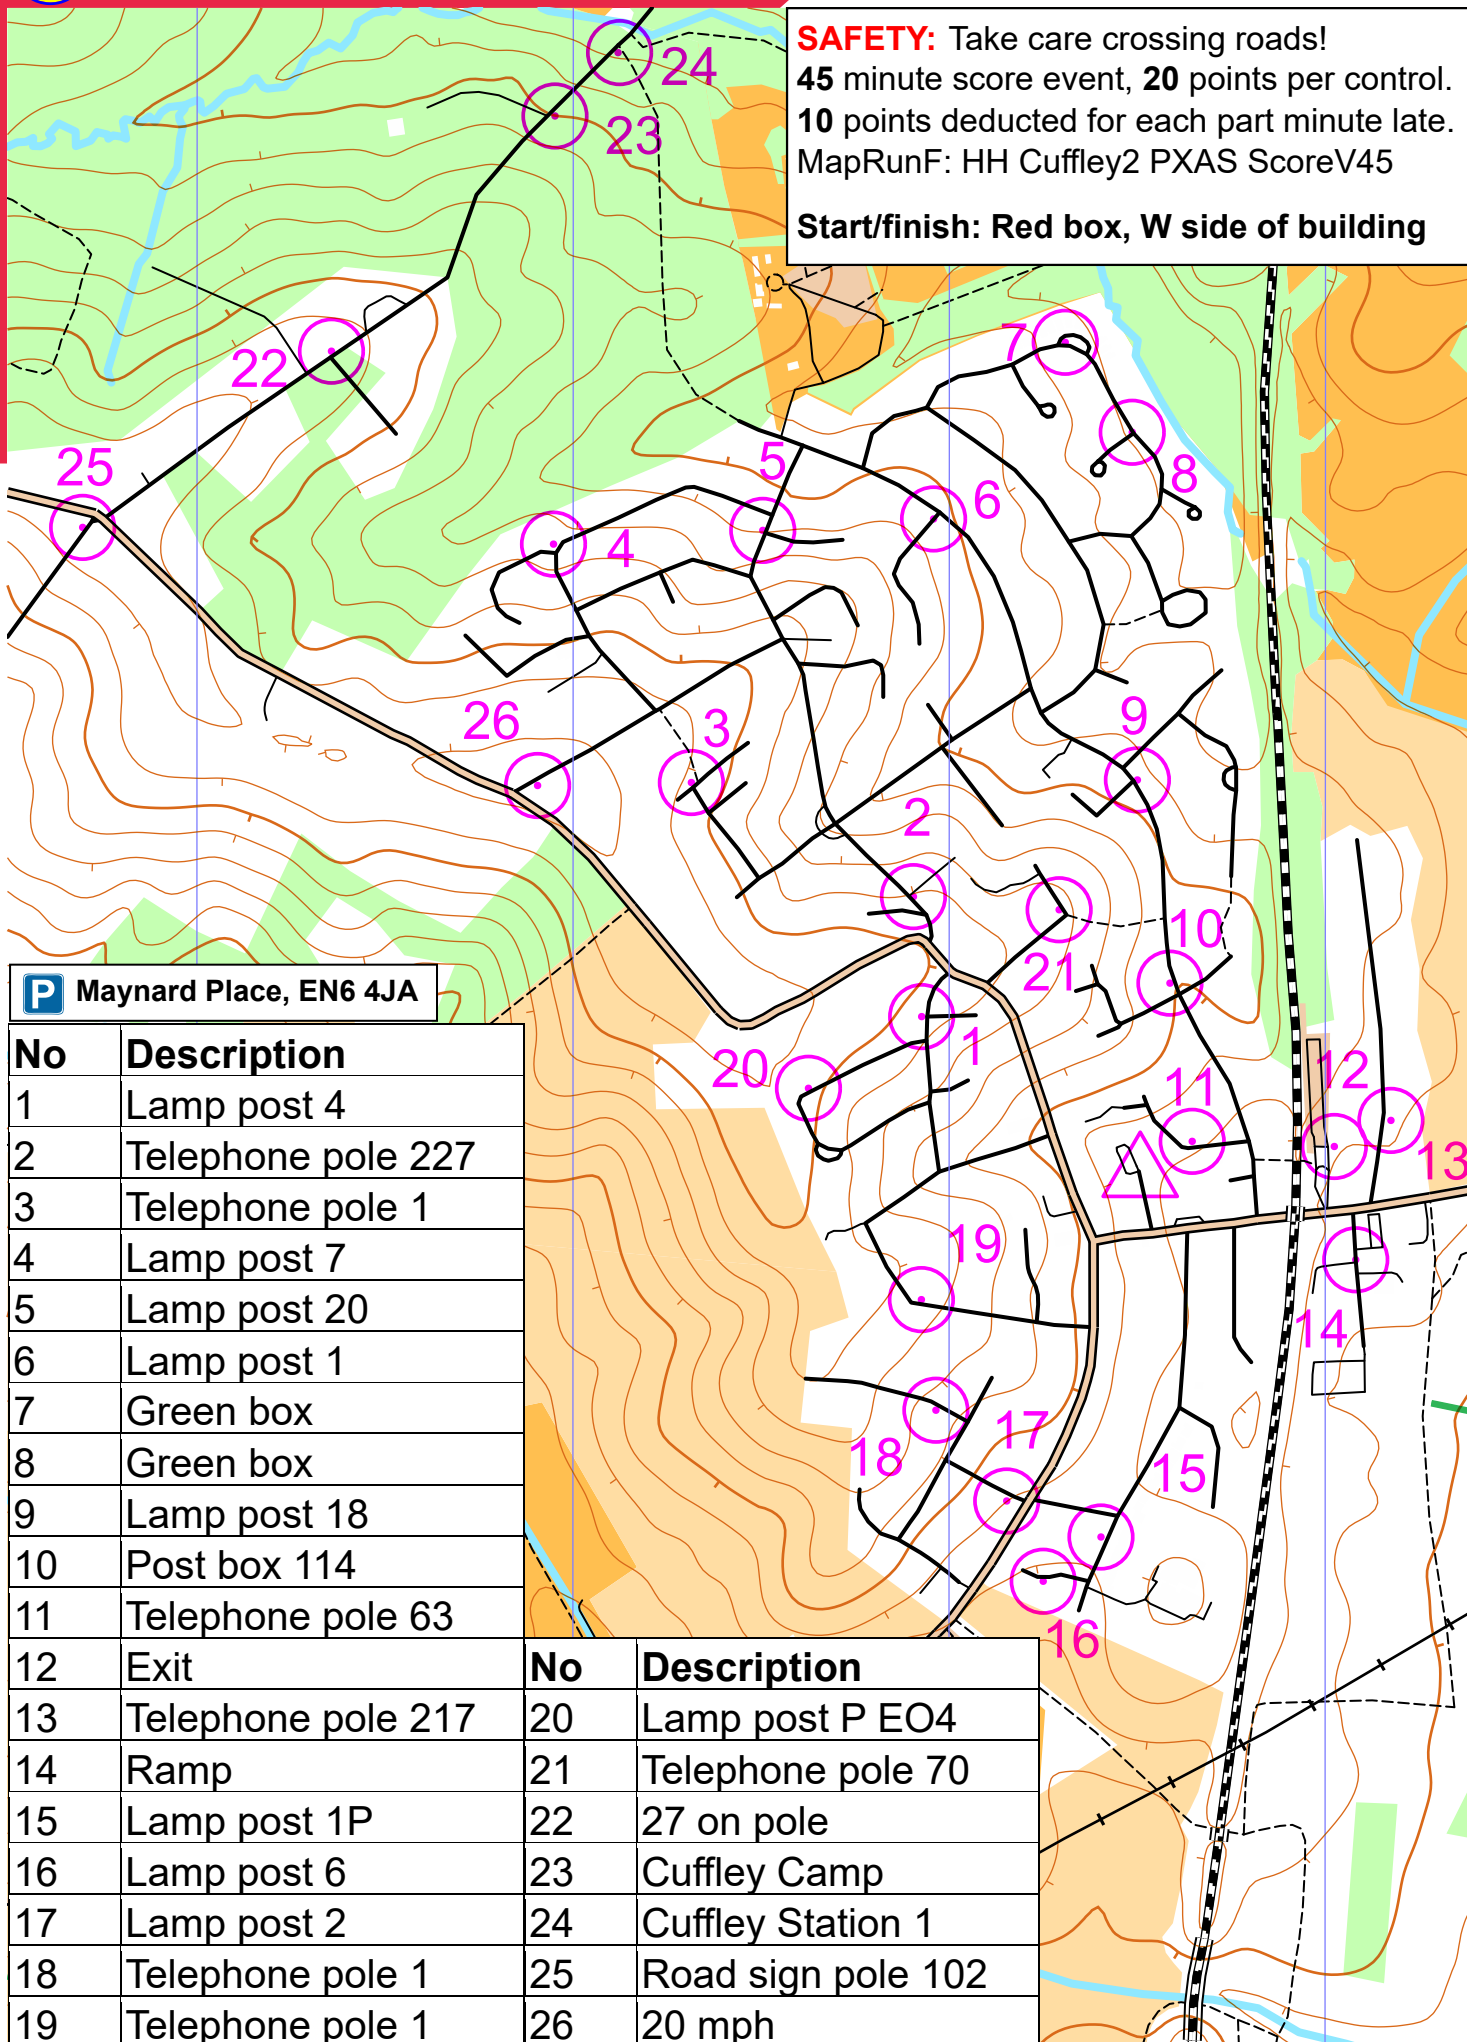 SAFETY: Take care crossing roads!
45 minute score event, 20 points per control.
10 points deducted for each part minute late.
MapRunF: HH Cuffley2 PXAS ScoreV45
Start/finish: Red box, W side of building
24
23
22
7
25
5
8
6
4
26
3
9
2
10
21
1
20
12
11
13
19
14
17
18
15
16
P Maynard Place, EN6 4JA
No Description
1 Lamp post 4
2 Telephone pole 227
3 Telephone pole 1
4 Lamp post 7
5 Lamp post 20
6 Lamp post 1
7 Green box
8 Green box
9 Lamp post 18
10 Post box 114
11 Telephone pole 63
12 Exit
13 Telephone pole 217
14 Ramp
15 Lamp post 1P
16 Lamp post 6
17 Lamp post 2
18 Telephone pole 1
19 Telephone pole 1
No Description
20 Lamp post P EO4
21 Telephone pole 70
22 27 on pole
23 Cuffley Camp
24 Cuffley Station 1
25 Road sign pole 102
26 20 mph